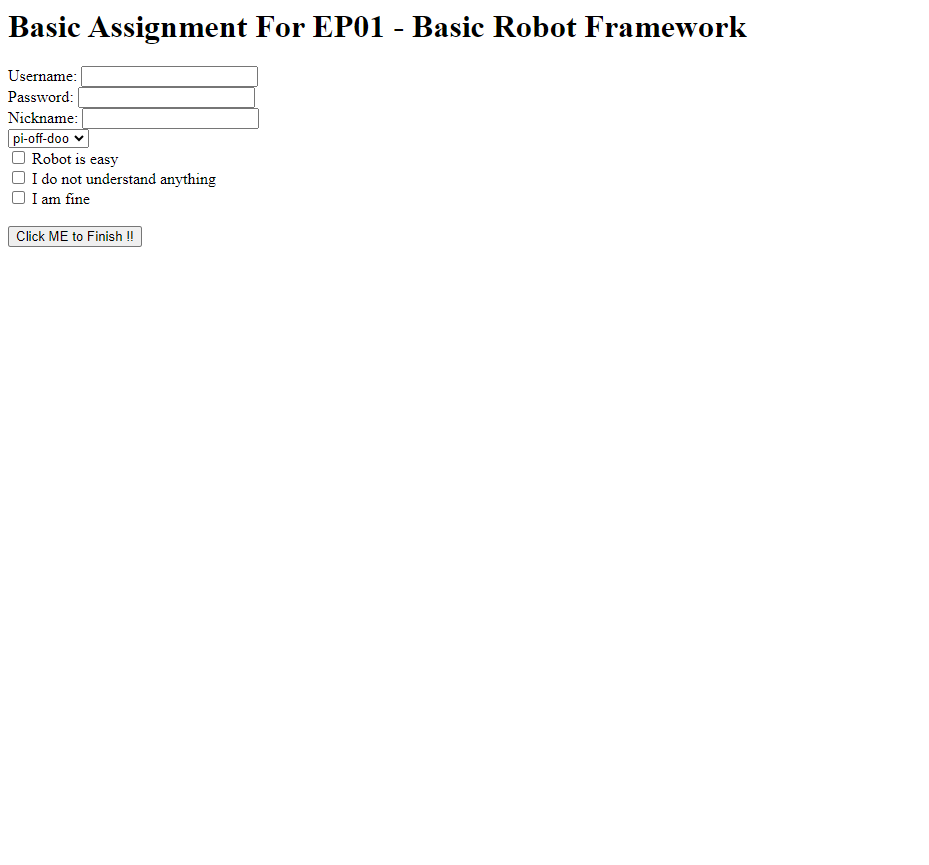 Basic Assignment For EP01 - Basic Robot Framework
Username:
Password:
Nickname:
pi-off-doo
Robot is easy
I do not understand anything
I am fine
Click ME to Finish !!